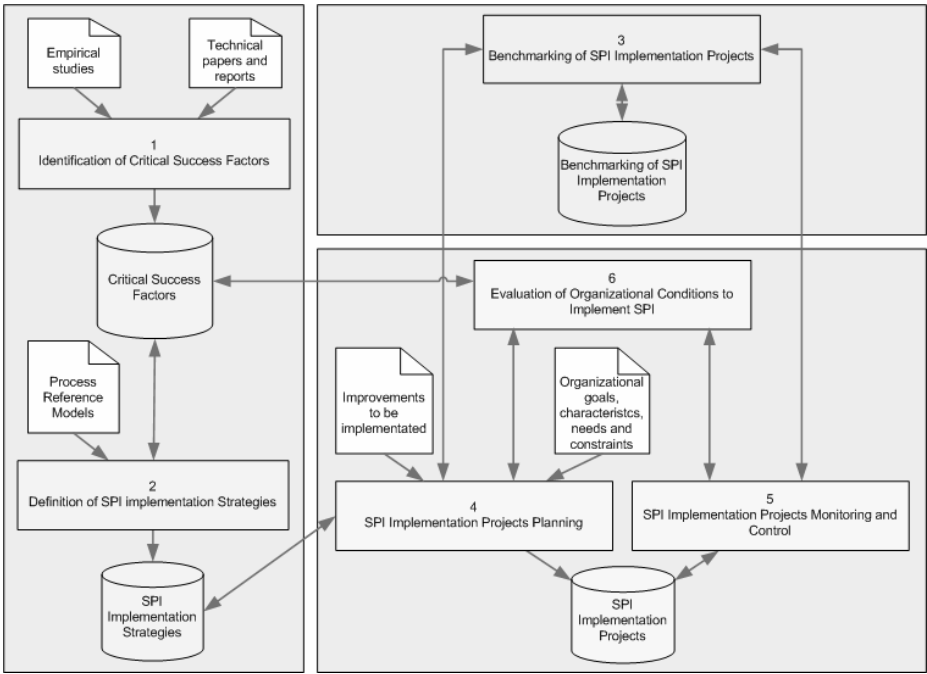 Empirical
studies
Technical
papers and
reports
1
Identification of Critical Success Factors
Critical Success
Factors
Process
Reference
Models
2
Definition of SPI implementation Strategies
SPI
Implementation
Strategies
3
Benchmarking of SPI Implementation Projects
Benchmarking of SPI
Implementation
Projects
6
Evaluation of Organizational Conditions to
Implement SPI
Improvements
to be
implementated
Organizational
goals,
characteristcs,
needs and
constraints
4
SPI Implementation Projects Planning
5
SPI Implementation Projects Monitoring and
Control
SPI
Implementation
Projects